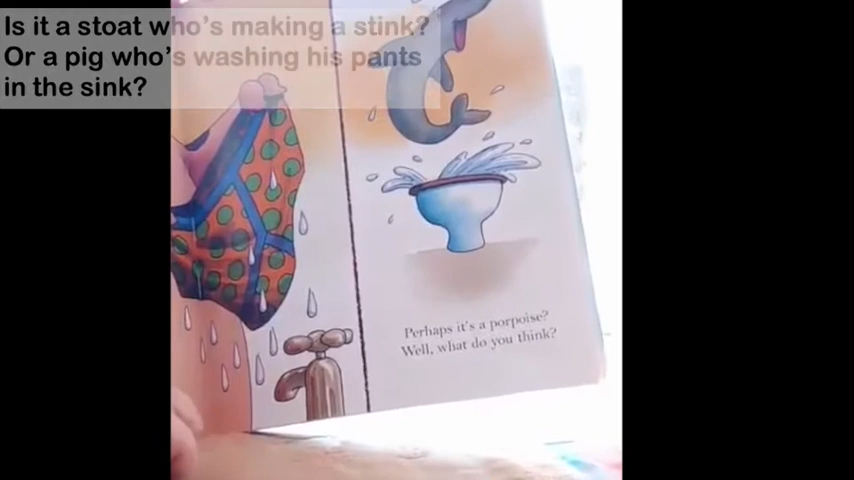 Is it a stoat who's making a stink?
Or a pig who's washing his pants
in the sink?
Perhaps it's a porpoise?
Well, what do you think?